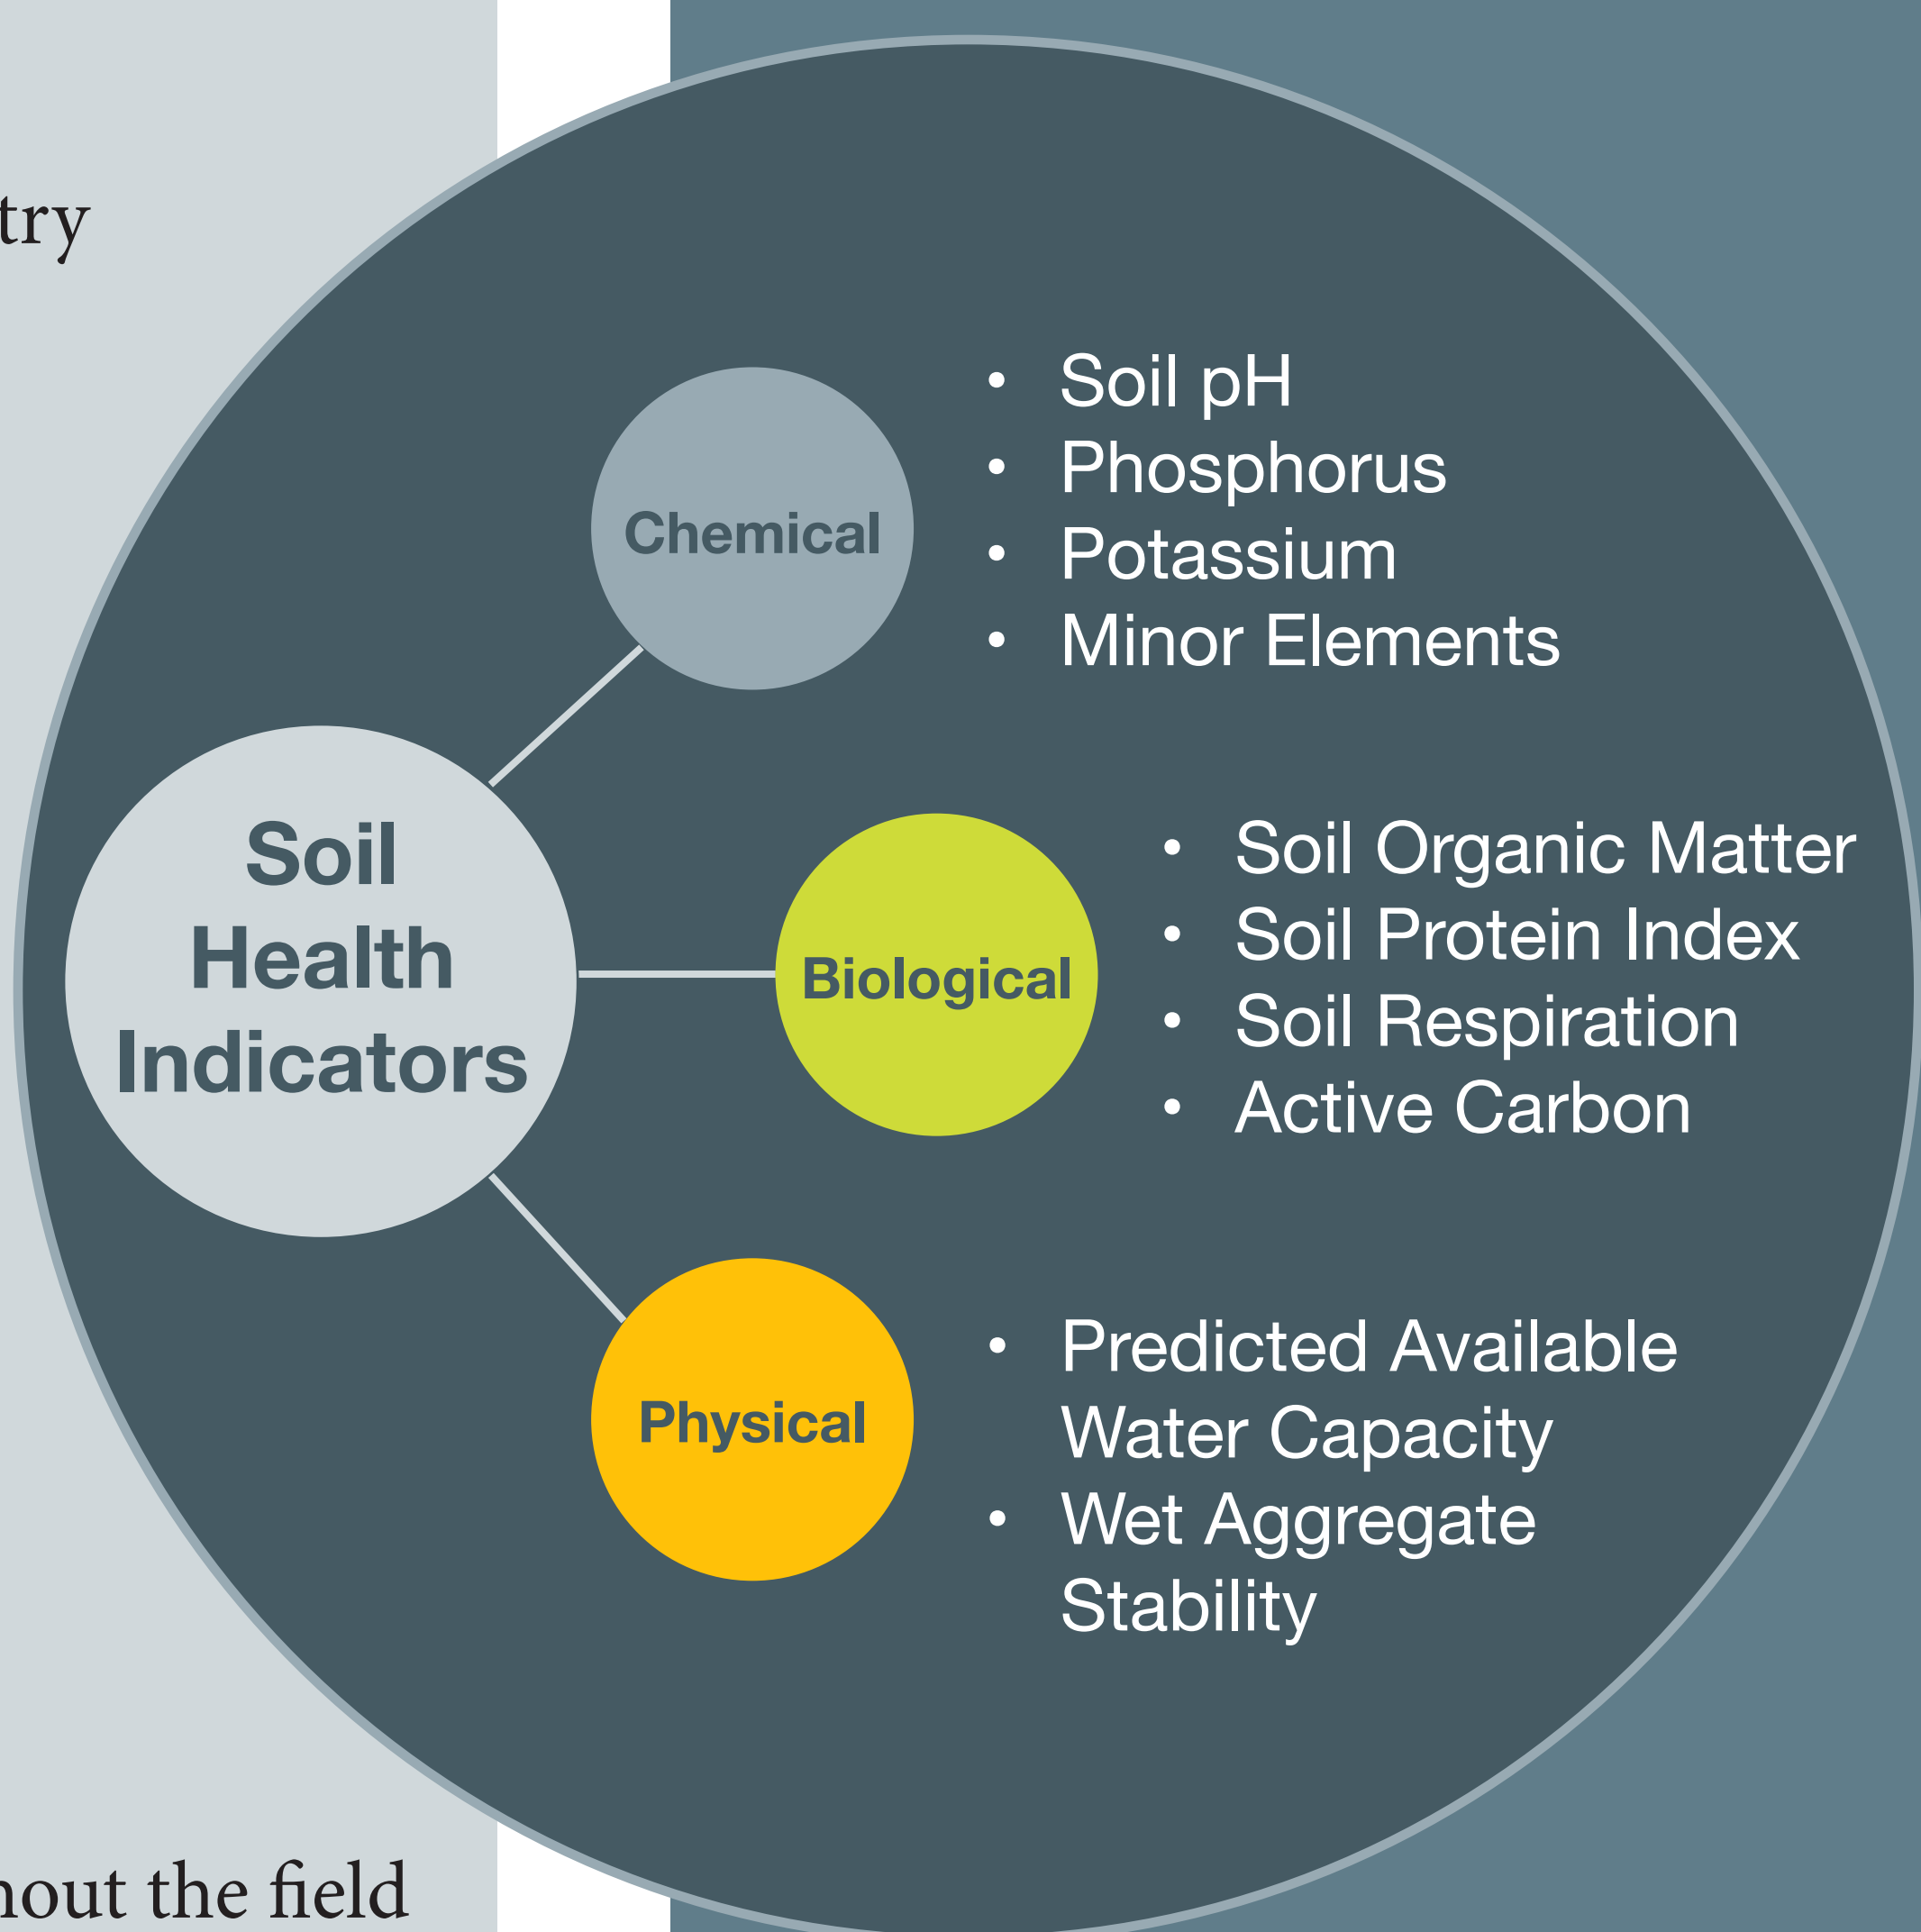 try
Chemical
• Soil pH
• Phosphorus
• Potassium
• Minor Elements
Soil
Health
Indicators
Biological
• Soil Organic Matter
• Soil Protein Index
• Soil Respiration
• Active Carbon
Physical
• Predicted Available
Water Capacity
• Wet Aggregate
Stability
hout the field